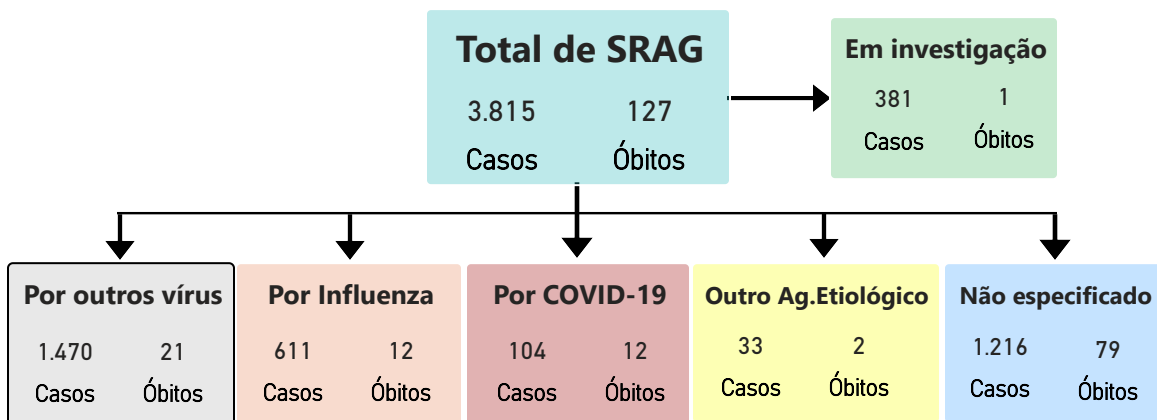 Total de SRAG
3.815 127
Casos Óbitos
Em investigação
381 1
Casos Óbitos
Por outros vírus
1.470 21
Casos Óbitos
Por Influenza
611 12
Casos Óbitos
Por COVID-19
104 12
Casos Óbitos
Outro Ag.Etiológico
33 2
Casos Óbitos
Não especificado
1.216 79
Casos Óbitos